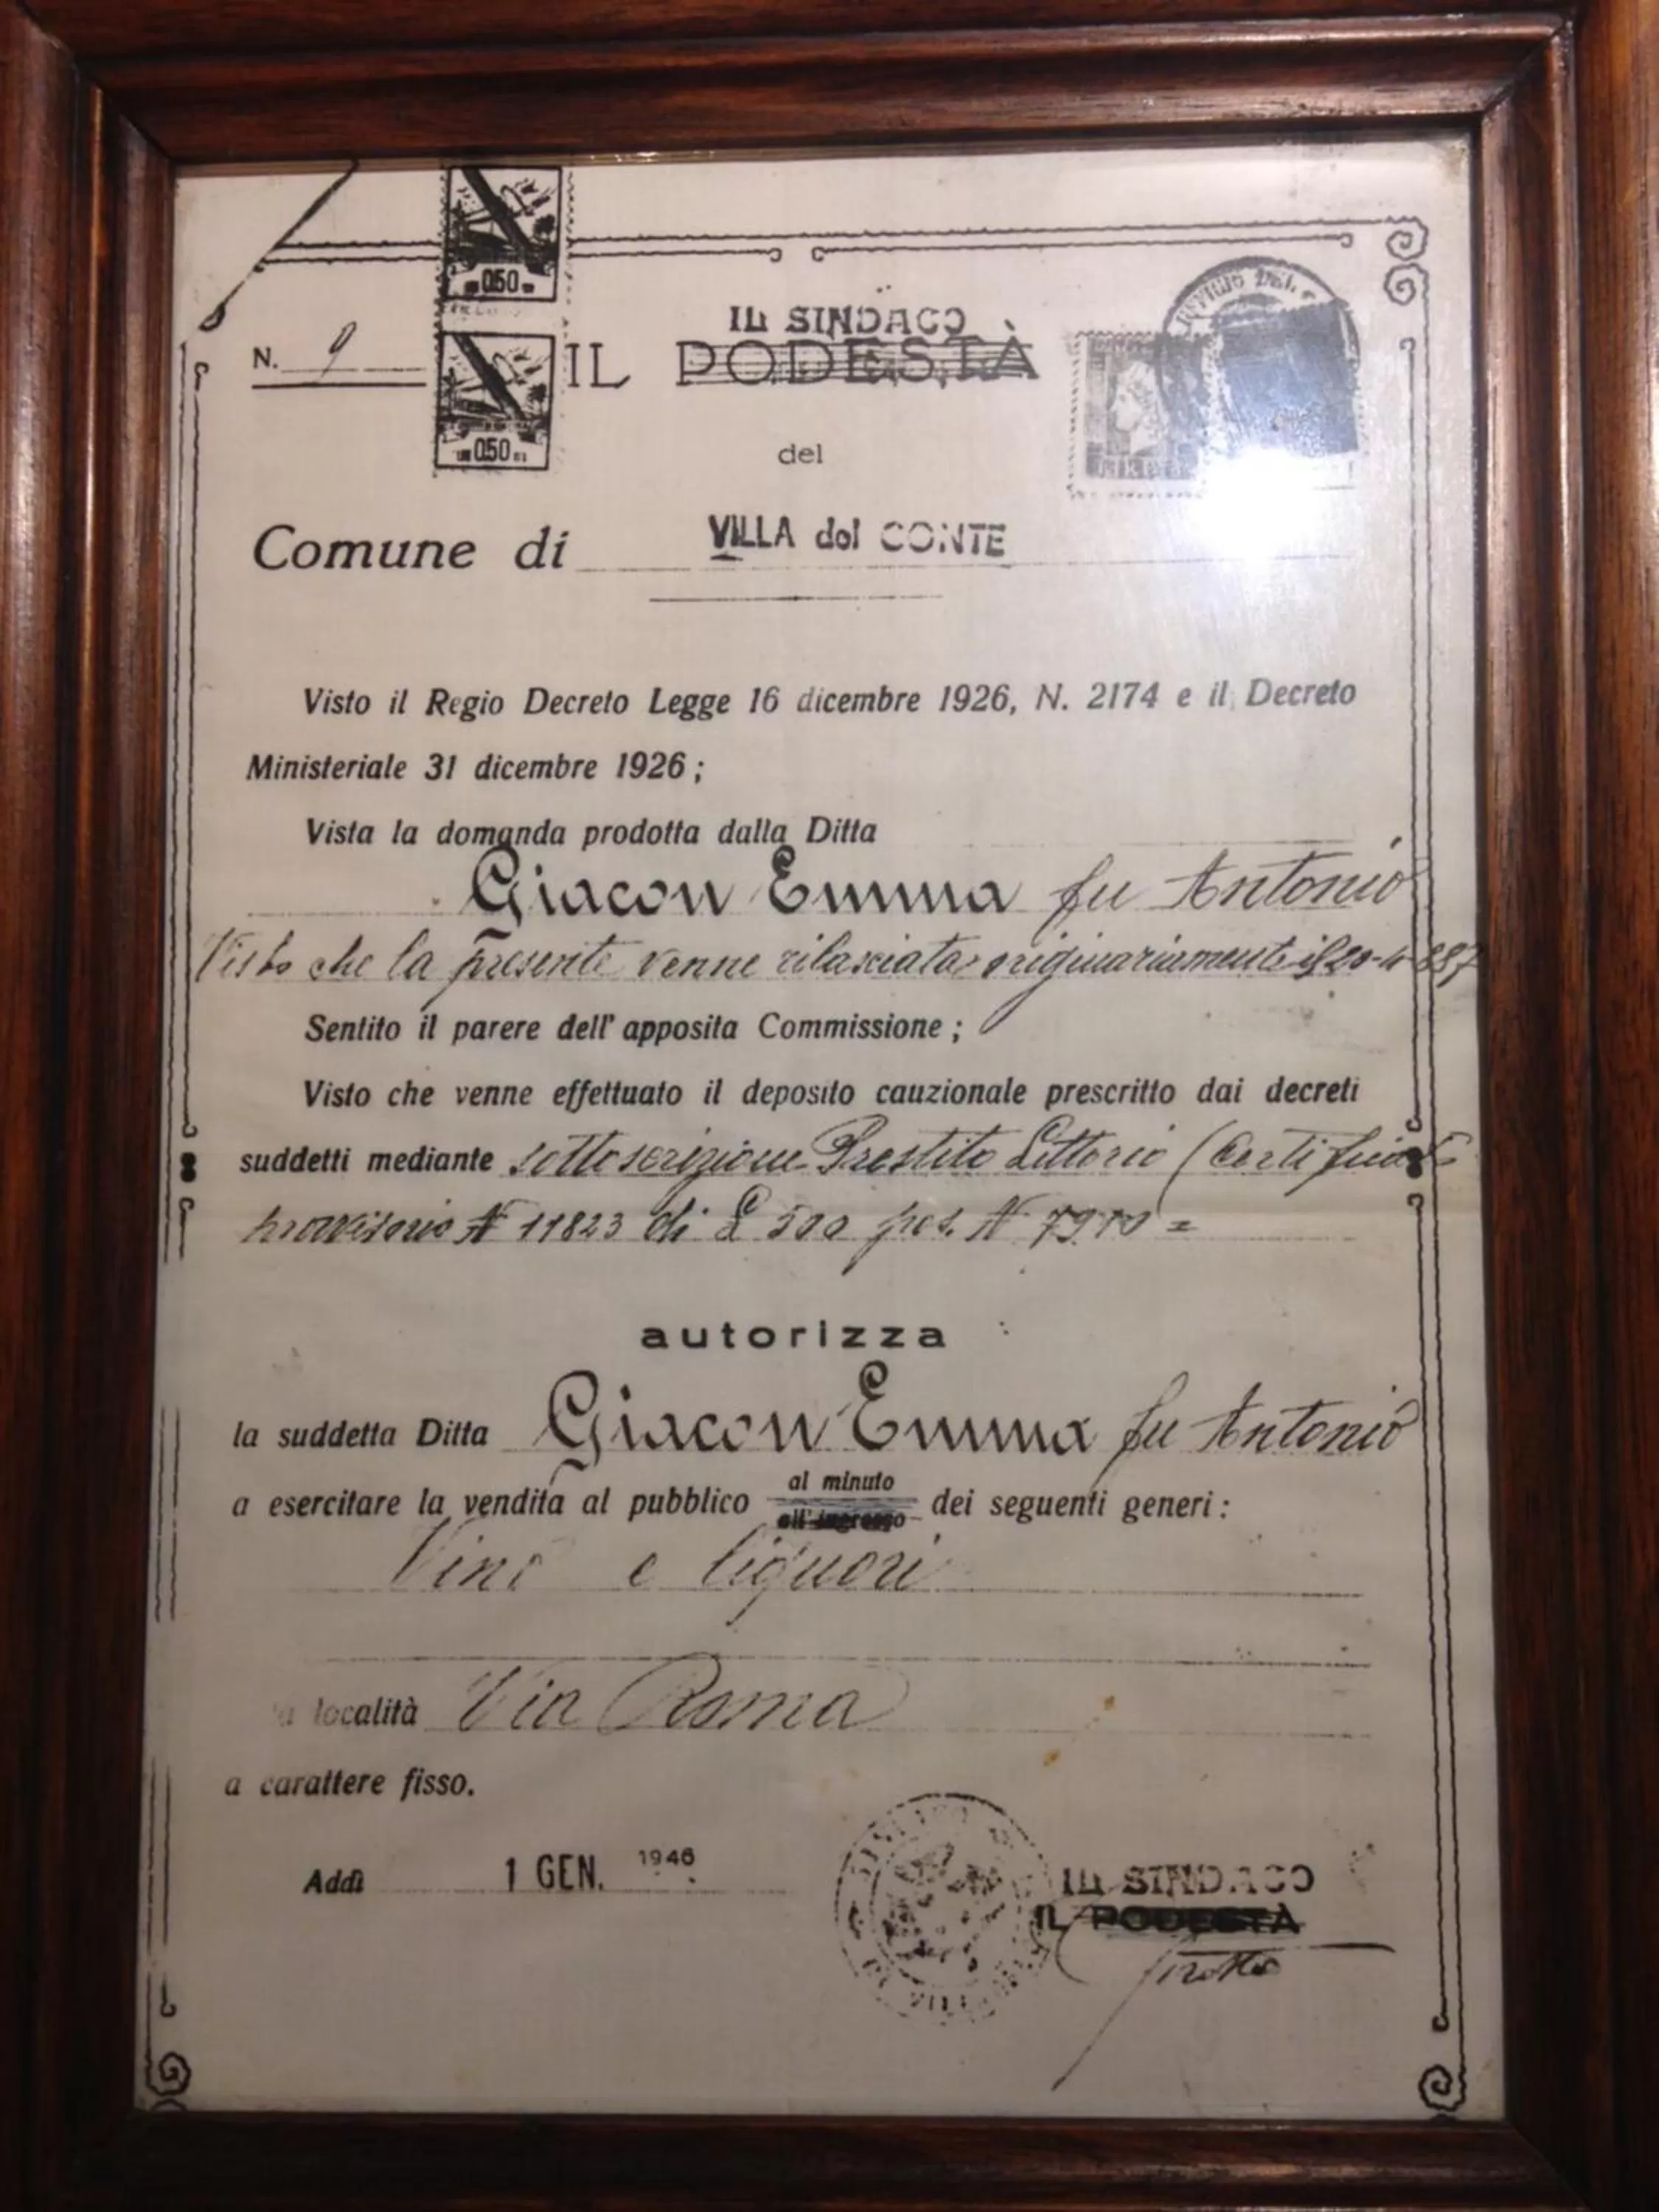 0.50
IL SINDACO
N. 9 IL PODESTÀ
0.50
del
Comune di VILLA del CONTE
Visto il Regio Decreto Legge 16 dicembre 1926, N. 2174 e il Decreto
Ministeriale 31 dicembre 1926;
Vista la domanda prodotta dalla Ditta
Giacon Emma fu Antonio
Visto che la presente venne rilasciata originariamente il
Sentito il parere dell'apposita Commissione;
Visto che venne effettuato il deposito cauzionale prescritto dai decreti
suddetti mediante sottoscrizione Prestito Littorio (Certificato
provvisorio N 11823 di £ 500 pos. N 7910 =
autorizza
la suddetta Ditta Giacon Emma fu Antonio
a esercitare la vendita al pubblico al minuto all'ingrosso dei seguenti generi:
Vino e liquori
località Via Roma
a carattere fisso.
Addì 1 GEN. 1946
IL SINDACO
IL PODESTÀ